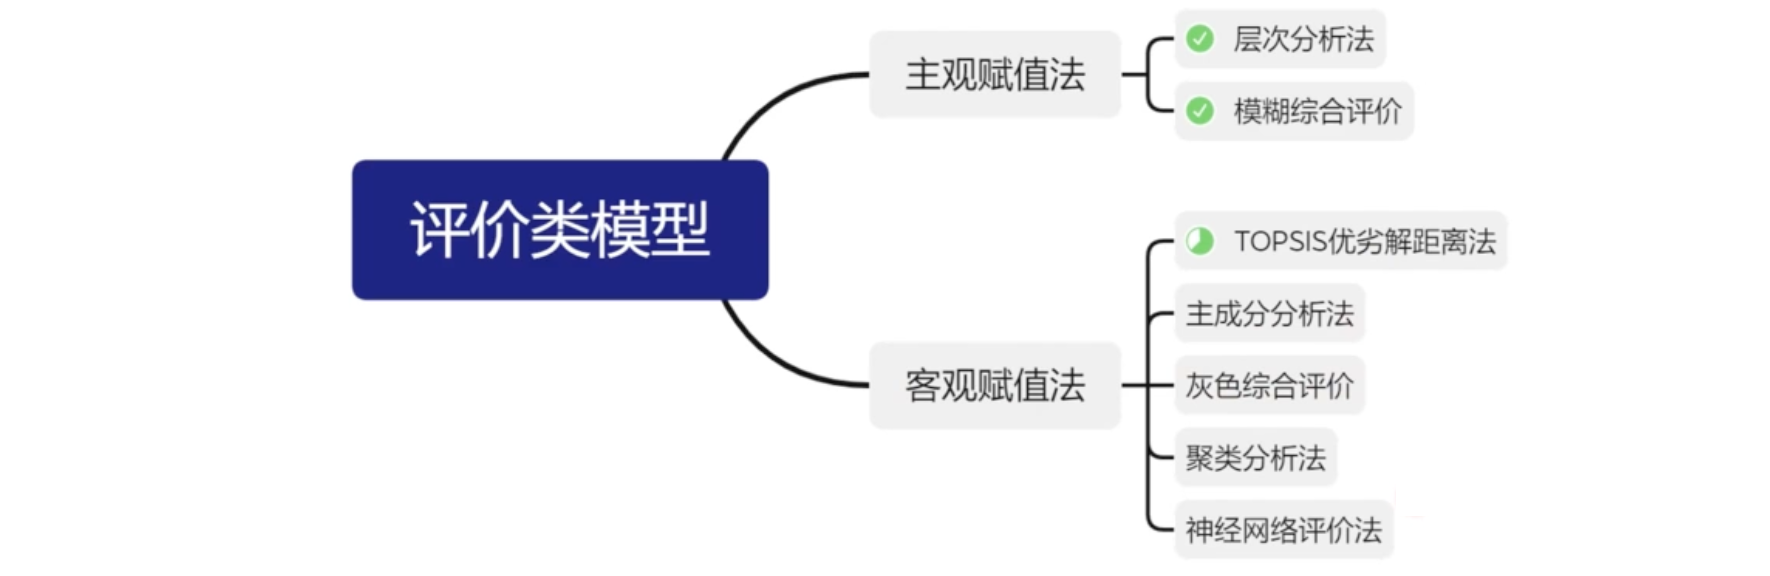 评价类模型
主观赋值法
层次分析法
模糊综合评价
客观赋值法
TOPSIS优劣解距离法
主成分分析法
灰色综合评价
聚类分析法
神经网络评价法